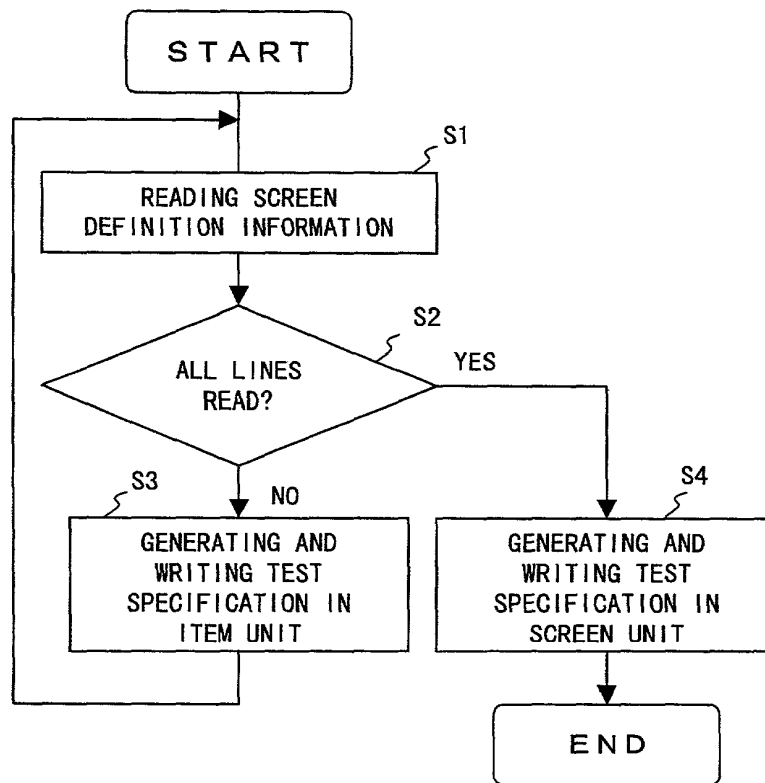 START
S1
READING SCREEN
DEFINITION INFORMATION
S2
ALL LINES
READ?
YES
S3
NO
GENERATING AND
WRITING TEST
SPECIFICATION IN
ITEM UNIT
S4
GENERATING AND
WRITING TEST
SPECIFICATION IN
SCREEN UNIT
END